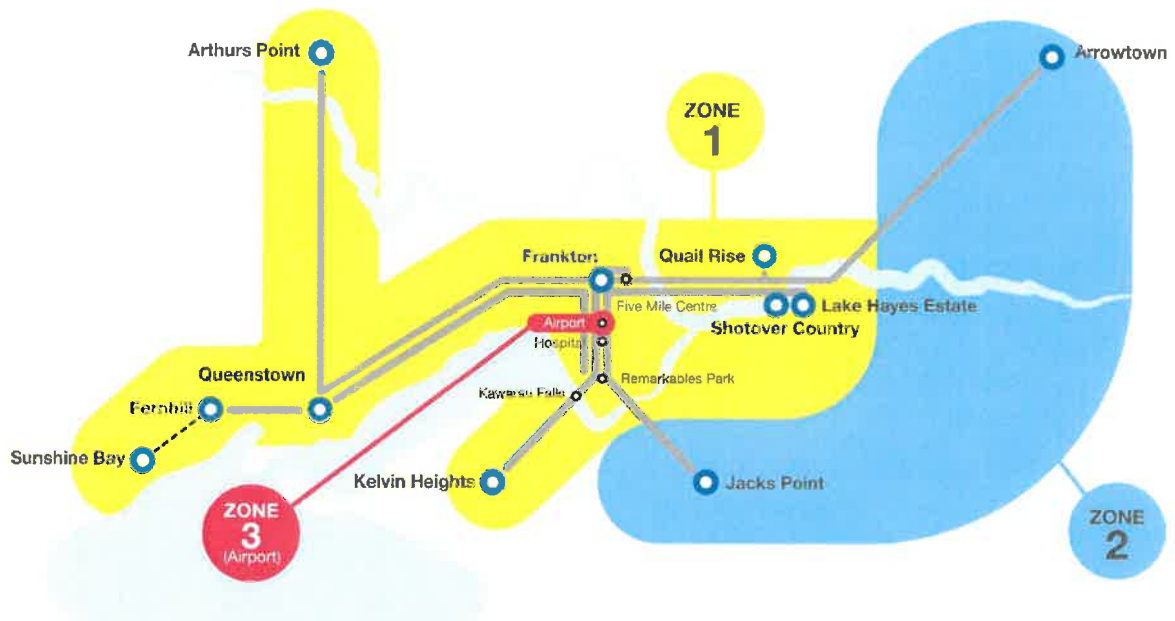 Arthurs Point
Arrowtown
ZONE
1
Frankton
Quail Rise
Five Mile Centre
Lake Hayes Estate
Airport
Shotover Country
Hospital
Queenstown
Remarkables Park
Kawarau Falls
Fernhill
Sunshine Bay
Kelvin Heights
Jacks Point
ZONE
3
(Airport)
ZONE
2